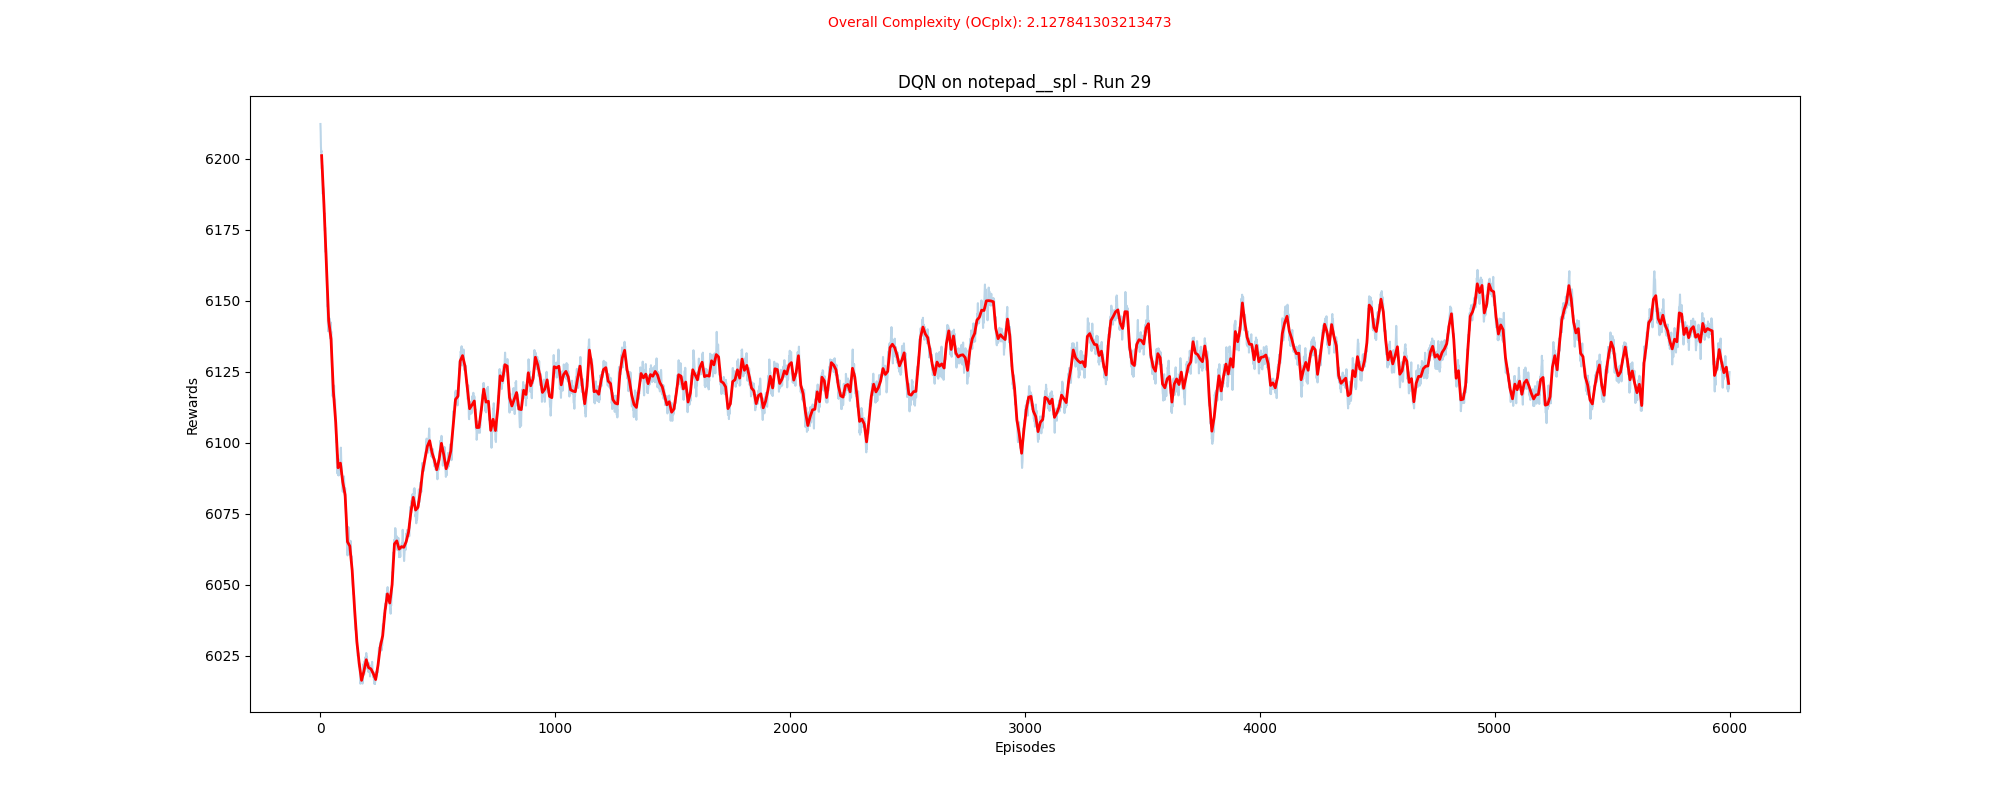 Overall Complexity (OCplx): 2.127841303213473
DQN on notepad__spl - Run 29
Rewards
6200
6175
6150
6125
6100
6075
6050
6025
0 1000 2000 3000 4000 5000 6000
Episodes